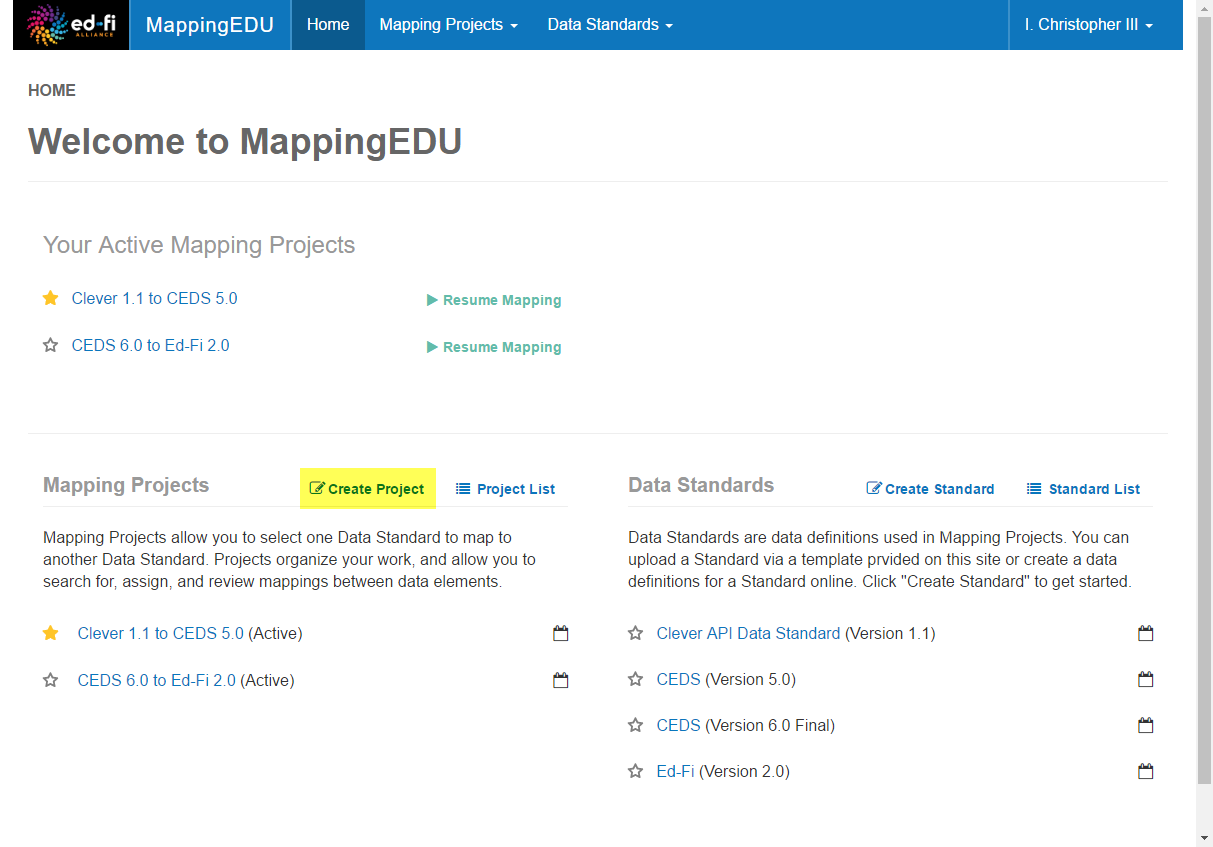 ed-fi ALLIANCE MappingEDU Home Mapping Projects Data Standards I. Christopher III
HOME
Welcome to MappingEDU
Your Active Mapping Projects
Clever 1.1 to CEDS 5.0 Resume Mapping
CEDS 6.0 to Ed-Fi 2.0 Resume Mapping
Mapping Projects Create Project Project List
Mapping Projects allow you to select one Data Standard to map to
another Data Standard. Projects organize your work, and allow you to
search for, assign, and review mappings between data elements.
Clever 1.1 to CEDS 5.0 (Active)
CEDS 6.0 to Ed-Fi 2.0 (Active)
Data Standards Create Standard Standard List
Data Standards are data definitions used in Mapping Projects. You can
upload a Standard via a template prvided on this site or create a data
definitions for a Standard online. Click "Create Standard" to get started.
Clever API Data Standard (Version 1.1)
CEDS (Version 5.0)
CEDS (Version 6.0 Final)
Ed-Fi (Version 2.0)